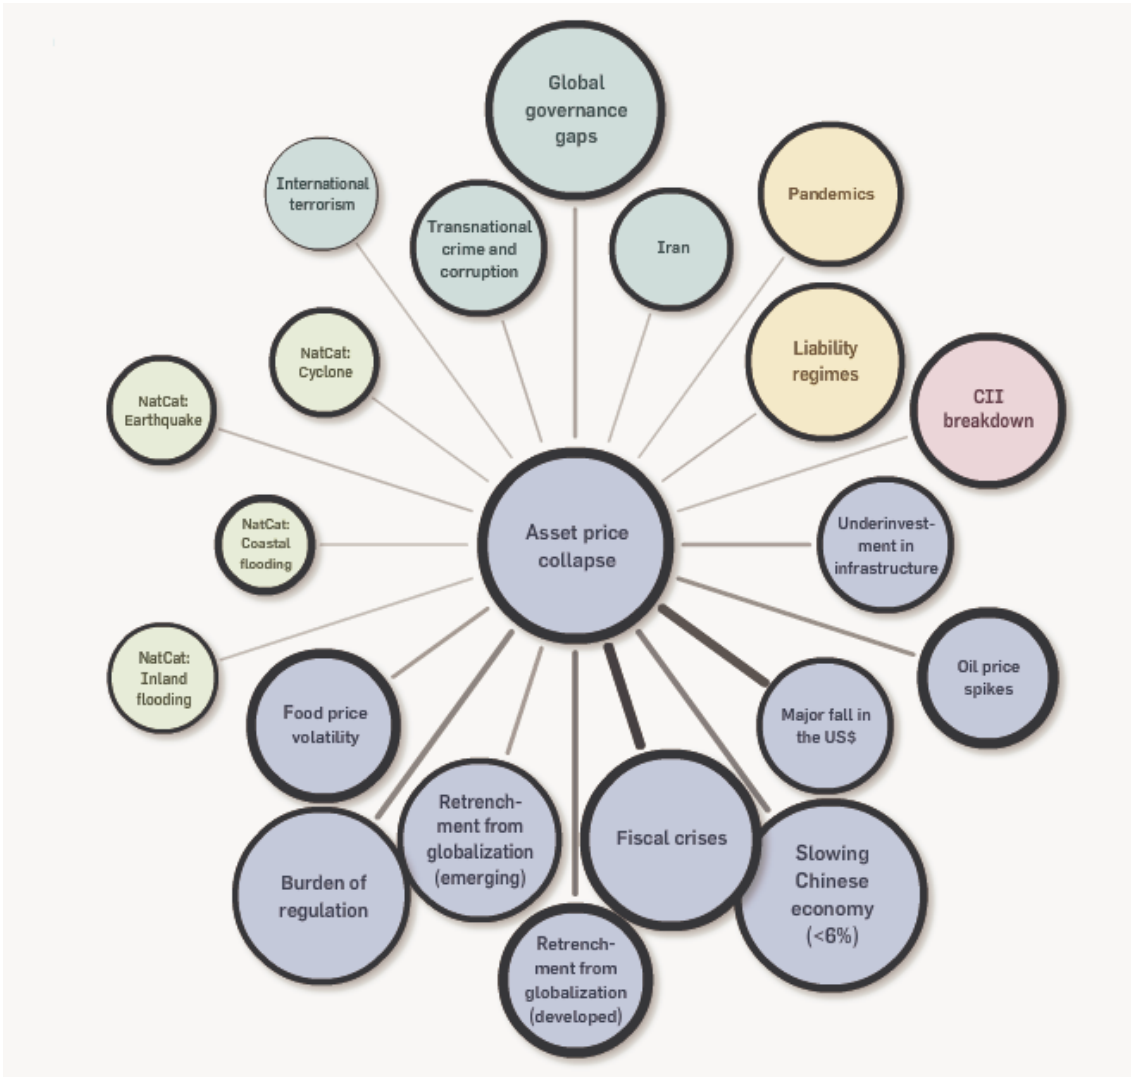 Global
governance
gaps
International
terrorism
Transnational
crime and
corruption
Iran
Pandemics
NatCat:
Cyclone
Liability
regimes
NatCat:
Earthquake
CII
breakdown
NatCat:
Coastal
flooding
Asset price
collapse
Underinvest-
ment in
infrastructure
NatCat:
Inland
flooding
Oil price
spikes
Food price
volatility
Major fall in
the US$
Retrench-
ment from
globalization
(emerging)
Fiscal crises
Burden of
regulation
Slowing
Chinese
economy
(<6%)
Retrench-
ment from
globalization
(developed)